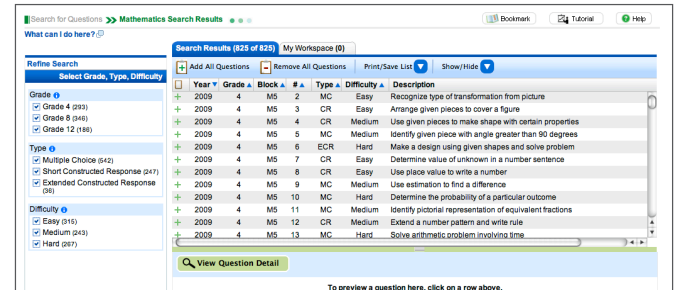 Search for Questions >> Mathematics Search Results
Bookmark Tutorial Help
What can I do here?
Search Results (825 of 825) My Workspace (0)
Refine Search
Select Grade, Type, Difficulty
Add All Questions Remove All Questions Print/Save List Show/Hide
Year Grade Block # Type Difficulty Description
Grade
Grade 4 (293)
Grade 8 (346)
Grade 12 (186)
Type
Multiple Choice (542)
Short Constructed Response (247)
Extended Constructed Response (36)
Difficulty
Easy (315)
Medium (243)
Hard (267)
2009 4 M5 2 MC Easy Recognize type of transformation from picture
2009 4 M5 3 CR Easy Arrange given pieces to cover a figure
2009 4 M5 4 CR Medium Use given pieces to make shape with certain properties
2009 4 M5 5 MC Medium Identify given piece with angle greater than 90 degrees
2009 4 M5 6 ECR Hard Make a design using given shapes and solve problem
2009 4 M5 7 CR Easy Determine value of unknown in a number sentence
2009 4 M5 8 CR Easy Use place value to write a number
2009 4 M5 9 MC Medium Use estimation to find a difference
2009 4 M5 10 MC Hard Determine the probability of a particular outcome
2009 4 M5 11 MC Medium Identify pictorial representation of equivalent fractions
2009 4 M5 12 CR Medium Extend a number pattern and write rule
2009 4 M5 13 MC Hard Solve arithmetic problem involving time
View Question Detail
To preview a question here, click on a row above.